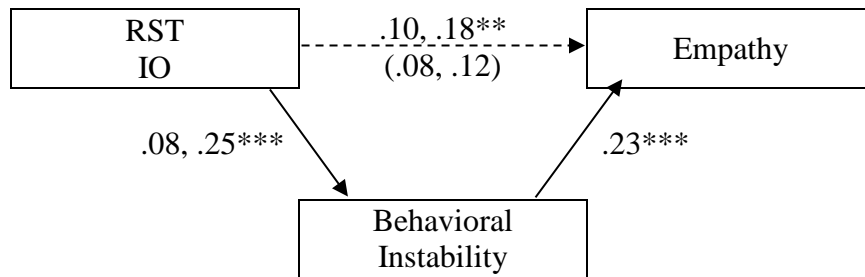 RST
IO
.10, .18**
(.08, .12)
Empathy
.08, .25***
.23***
Behavioral
Instability